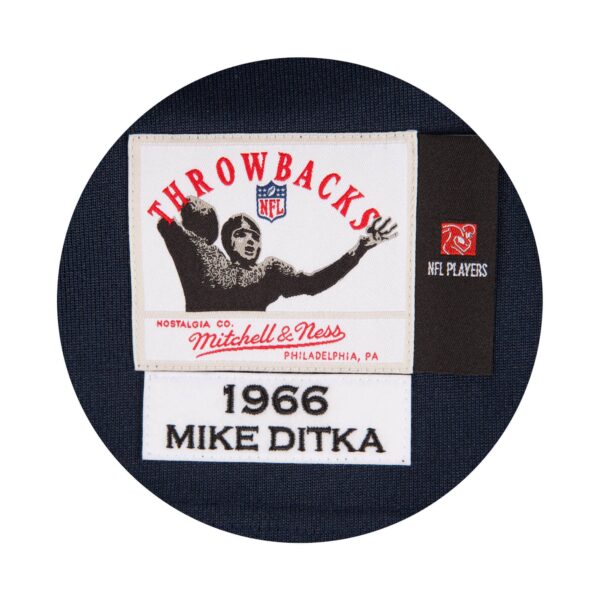 THROWBACKS
NFL
NFL PLAYERS
NOSTALGIA CO.
Mitchell & Ness
PHILADELPHIA, PA
1966
MIKE DITKA